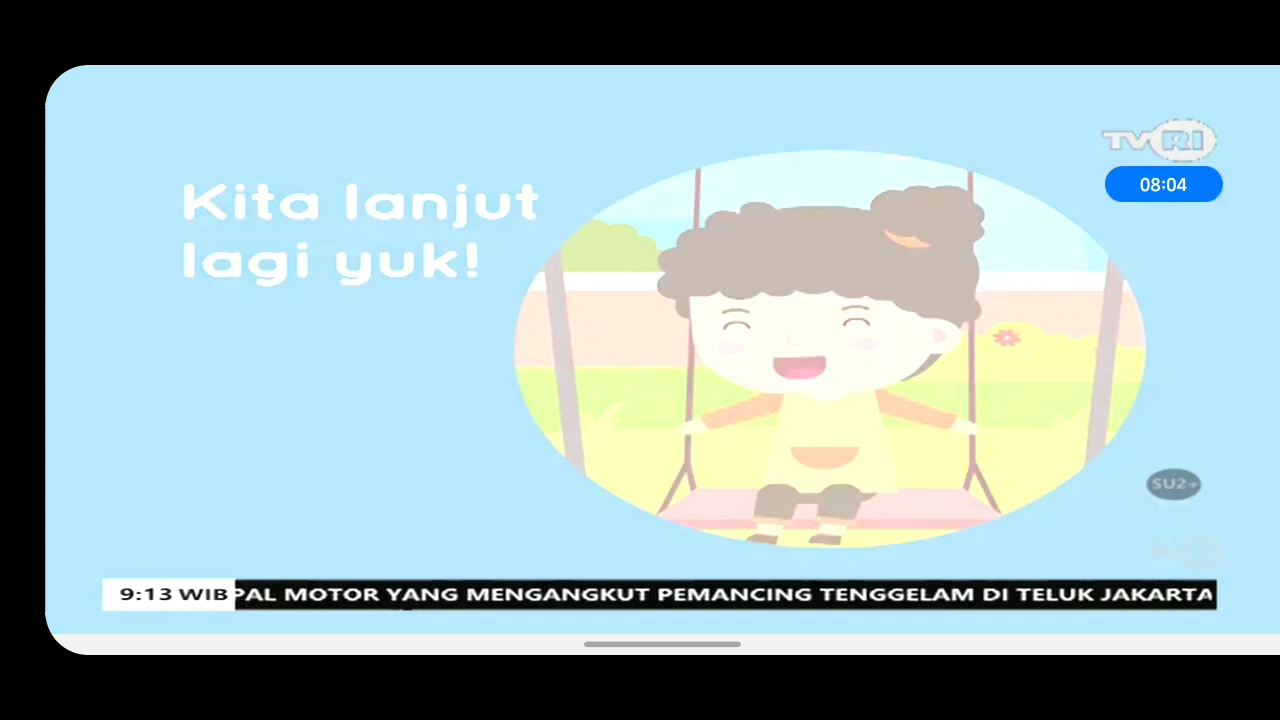 TVRI
08:04
Kita lanjut
lagi yuk!
SU2+
9:13 WIB PAL MOTOR YANG MENGANGKUT PEMANCING TENGGELAM DI TELUK JAKARTA